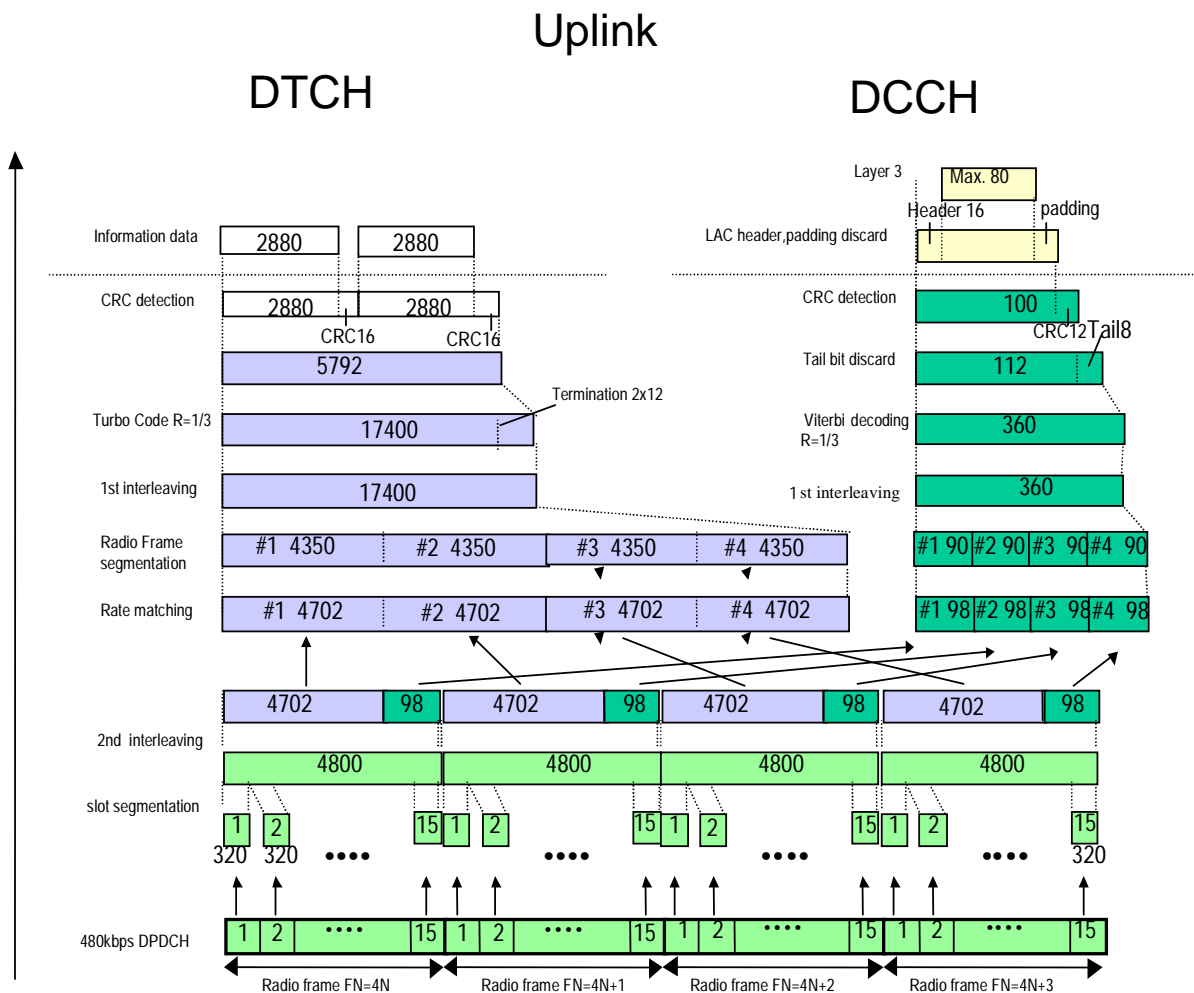 Uplink
DTCH DCCH
Layer 3 Max. 80
Header 16 padding
Information data 2880 2880 LAC header,padding discard
CRC detection 2880 2880 CRC detection 100
CRC16 CRC16 CRC12 Tail8
5792 Tail bit discard 112
Termination 2x12
Turbo Code R=1/3 17400 Viterbi decoding R=1/3 360
1st interleaving 17400 1st interleaving 360
Radio Frame segmentation #1 4350 #2 4350 #3 4350 #4 4350 #1 90 #2 90 #3 90 #4 90
Rate matching #1 4702 #2 4702 #3 4702 #4 4702 #1 98 #2 98 #3 98 #4 98
4702 98 4702 98 4702 98 4702 98
2nd interleaving
4800 4800 4800 4800
slot segmentation
1 2 15 1 2 15 1 2 15 1 2 15
320 320 •••• •••• •••• •••• 320
480kbps DPDCH 1 2 •••• 15 1 2 •••• 15 1 2 •••• 15 1 2 •••• 15
Radio frame FN=4N Radio frame FN=4N+1 Radio frame FN=4N+2 Radio frame FN=4N+3